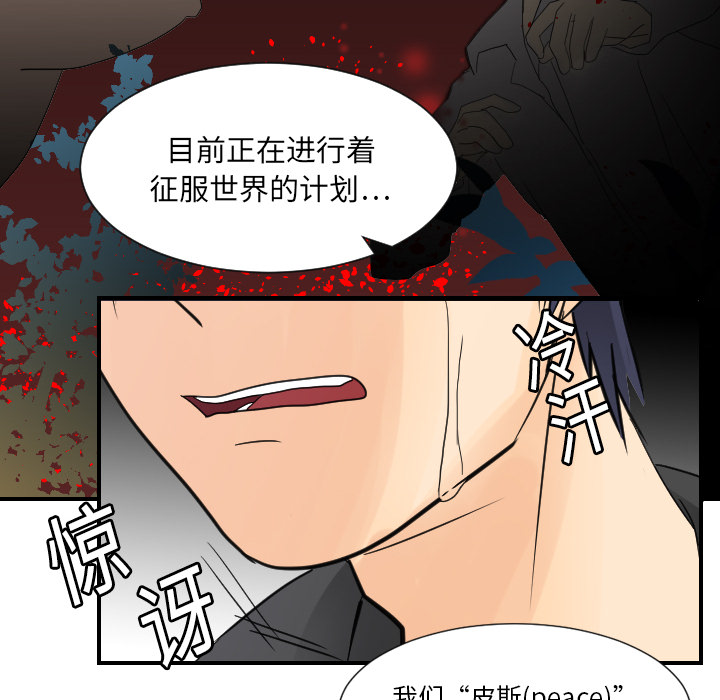 目前正在进行着
征服世界的计划...
冷汗
惊讶
我们“皮斯(peace)”